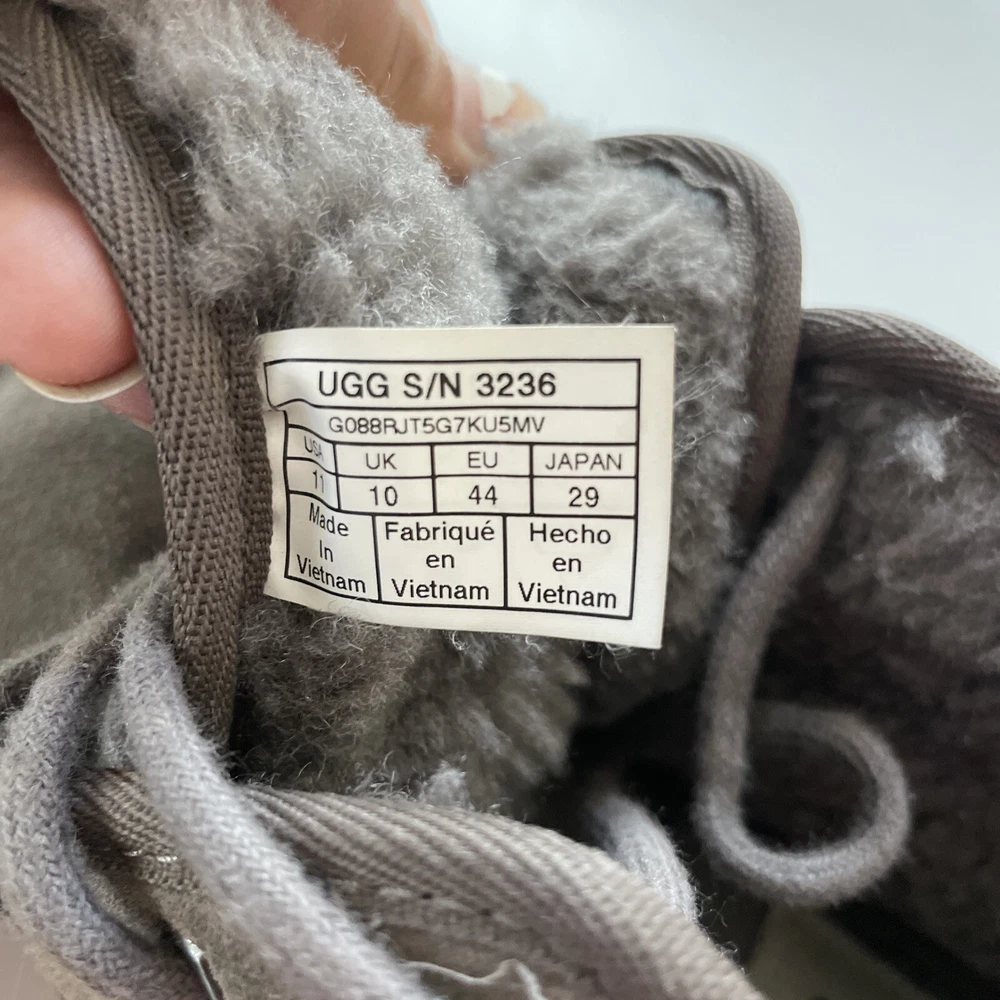 UGG S/N 3236
G088RJT5G7KU5MV
USA UK EU JAPAN
11 10 44 29
Made In Vietnam
Fabriqué en Vietnam
Hecho en Vietnam